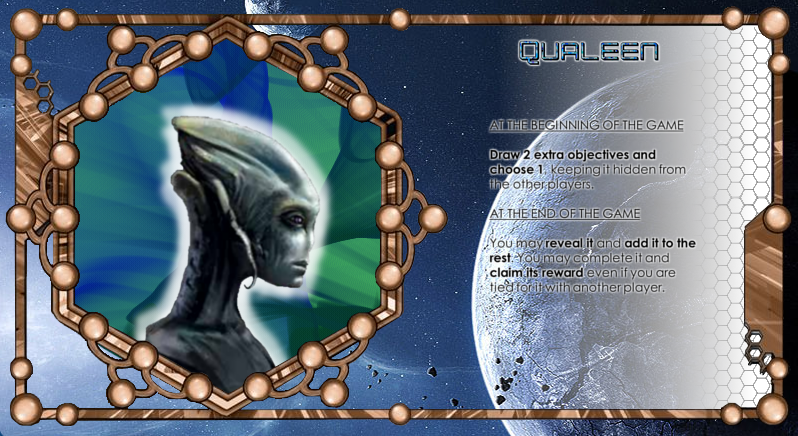 Qualeen
AT THE BEGINNING OF THE GAME
Draw 2 extra objectives and
choose 1, keeping it hidden from
the other players.
AT THE END OF THE GAME
You may reveal it and add it to the
rest. You may complete it and
claim its reward even if you are
tied for it with another player.